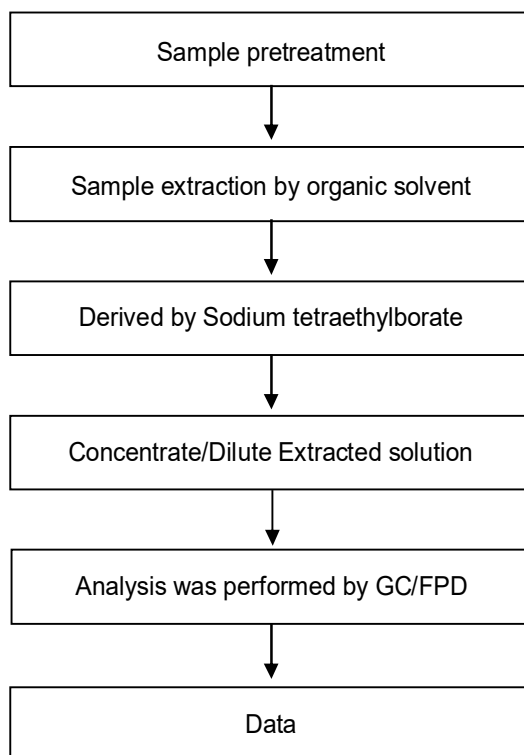 Sample pretreatment
Sample extraction by organic solvent
Derived by Sodium tetraethylborate
Concentrate/Dilute Extracted solution
Analysis was performed by GC/FPD
Data